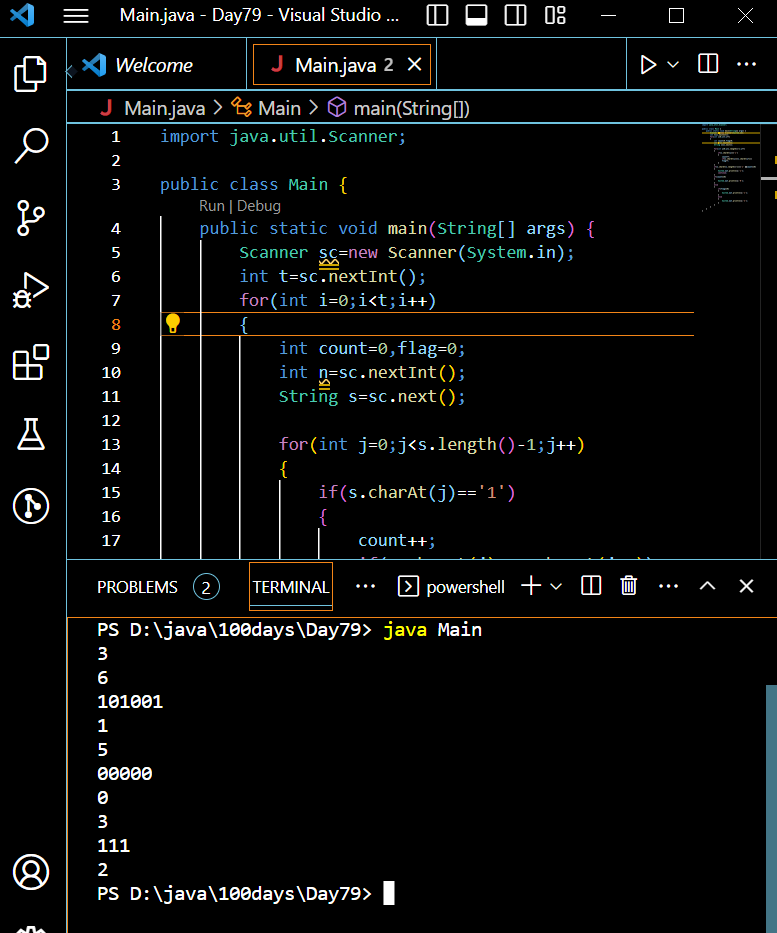 Main.java - Day79 - Visual Studio ...
Welcome
J Main.java 2
J Main.java > Main > main(String[])
1 import java.util.Scanner;
2
3 public class Main {
Run | Debug
4 public static void main(String[] args) {
5 Scanner sc=new Scanner(System.in);
6 int t=sc.nextInt();
7 for(int i=0;i<t;i++)
8 {
9 int count=0,flag=0;
10 int n=sc.nextInt();
11 String s=sc.next();
12
13 for(int j=0;j<s.length()-1;j++)
14 {
15 if(s.charAt(j)=='1')
16 {
17 count++;
PROBLEMS 2 TERMINAL ... powershell ...
PS D:\java\100days\Day79> java Main
3
6
101001
1
5
00000
0
3
111
2
PS D:\java\100days\Day79>